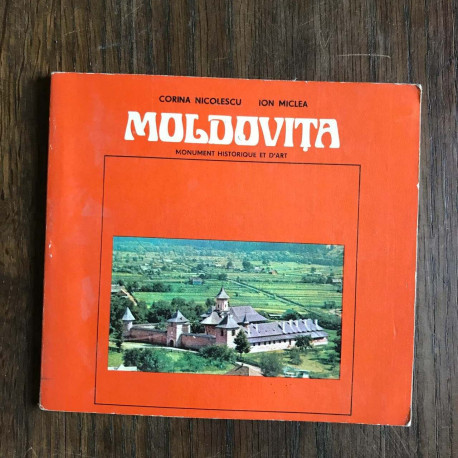 CORINA NICOLESCU ION MICLEA
MOLDOVIȚA
MONUMENT HISTORIQUE ET D'ART